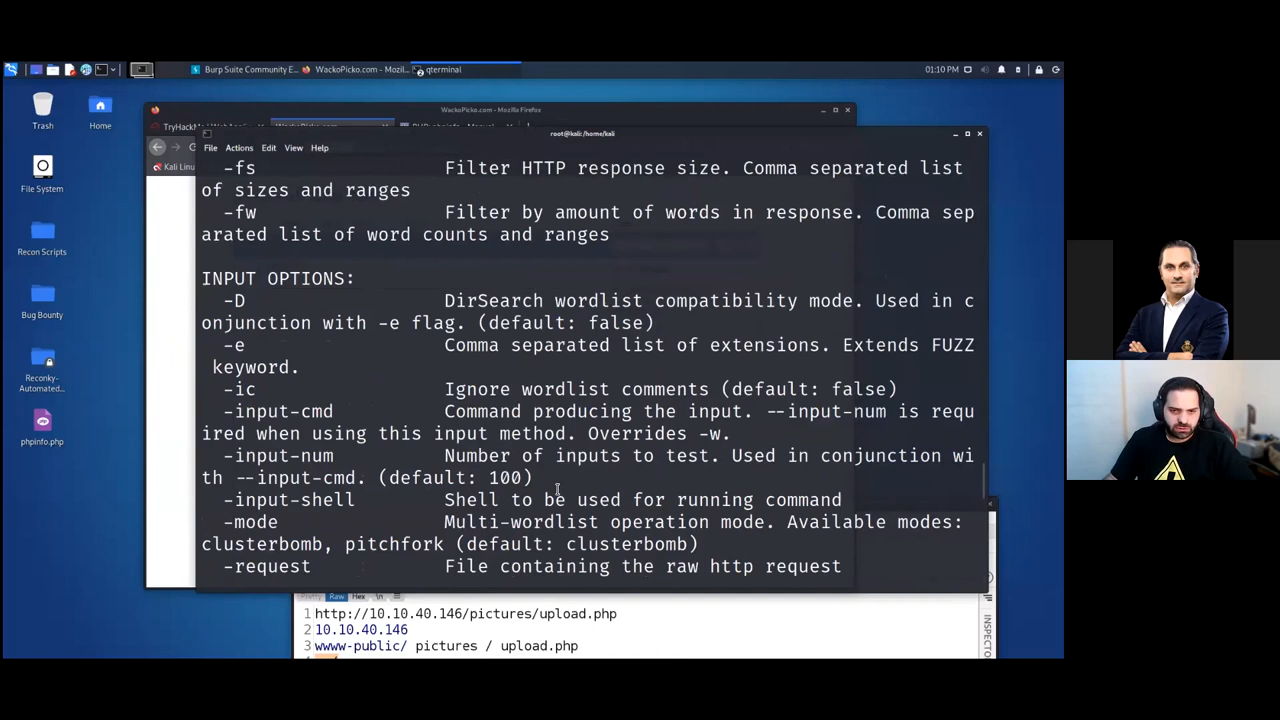 Burp Suite Community E...
WackoPicko.com - Mozil...
qterminal
01:10 PM
WackoPicko.com - Mozilla Firefox
Trash
Home
File System
Recon Scripts
Bug Bounty
Reconky-Automated...
phpinfo.php
Kali Linu
root@kali:/home/kali
File Actions Edit View Help
-fs Filter HTTP response size. Comma separated list
of sizes and ranges
-fw Filter by amount of words in response. Comma sep
arated list of word counts and ranges
INPUT OPTIONS:
-D DirSearch wordlist compatibility mode. Used in c
onjunction with -e flag. (default: false)
-e Comma separated list of extensions. Extends FUZZ
keyword.
-ic Ignore wordlist comments (default: false)
-input-cmd Command producing the input. --input-num is requ
ired when using this input method. Overrides -w.
-input-num Number of inputs to test. Used in conjunction wi
th --input-cmd. (default: 100)
-input-shell Shell to be used for running command
-mode Multi-wordlist operation mode. Available modes:
clusterbomb, pitchfork (default: clusterbomb)
-request File containing the raw http request
Pretty Raw Hex \n
1 http://10.10.40.146/pictures/upload.php
2 10.10.40.146
3 wwww-public/ pictures / upload.php
INSPECTOR